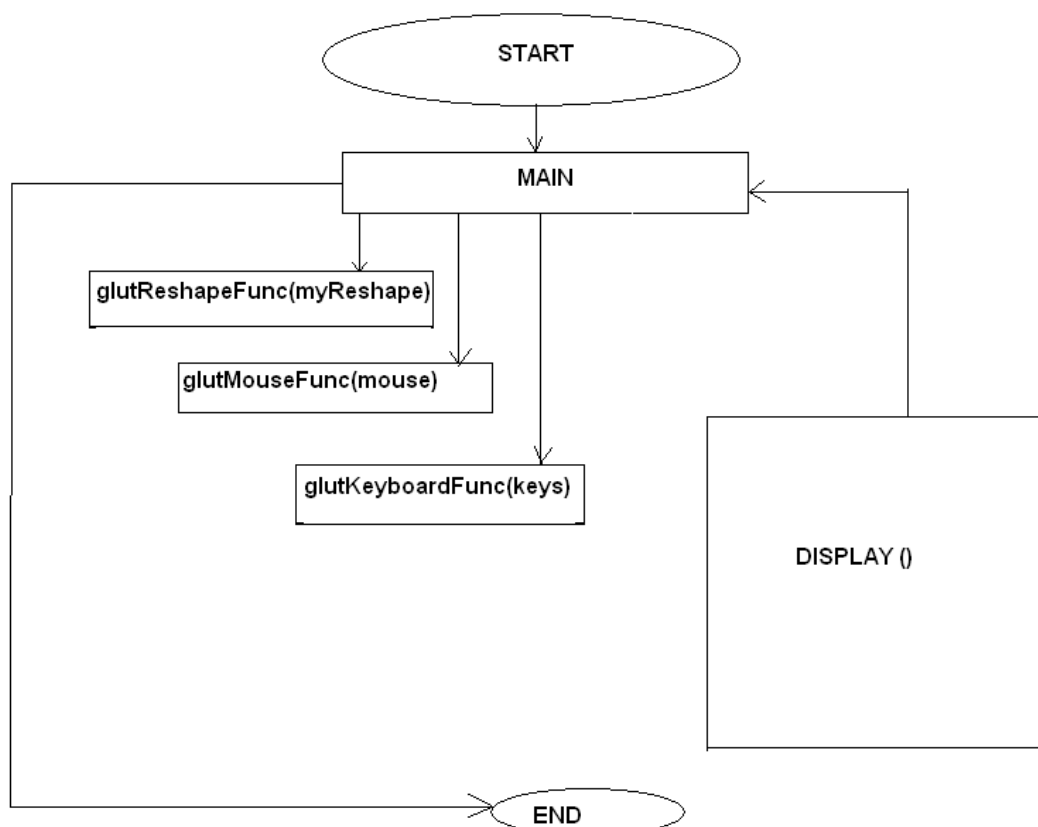 START
MAIN
glutReshapeFunc(myReshape)
glutMouseFunc(mouse)
glutKeyboardFunc(keys)
DISPLAY ()
END